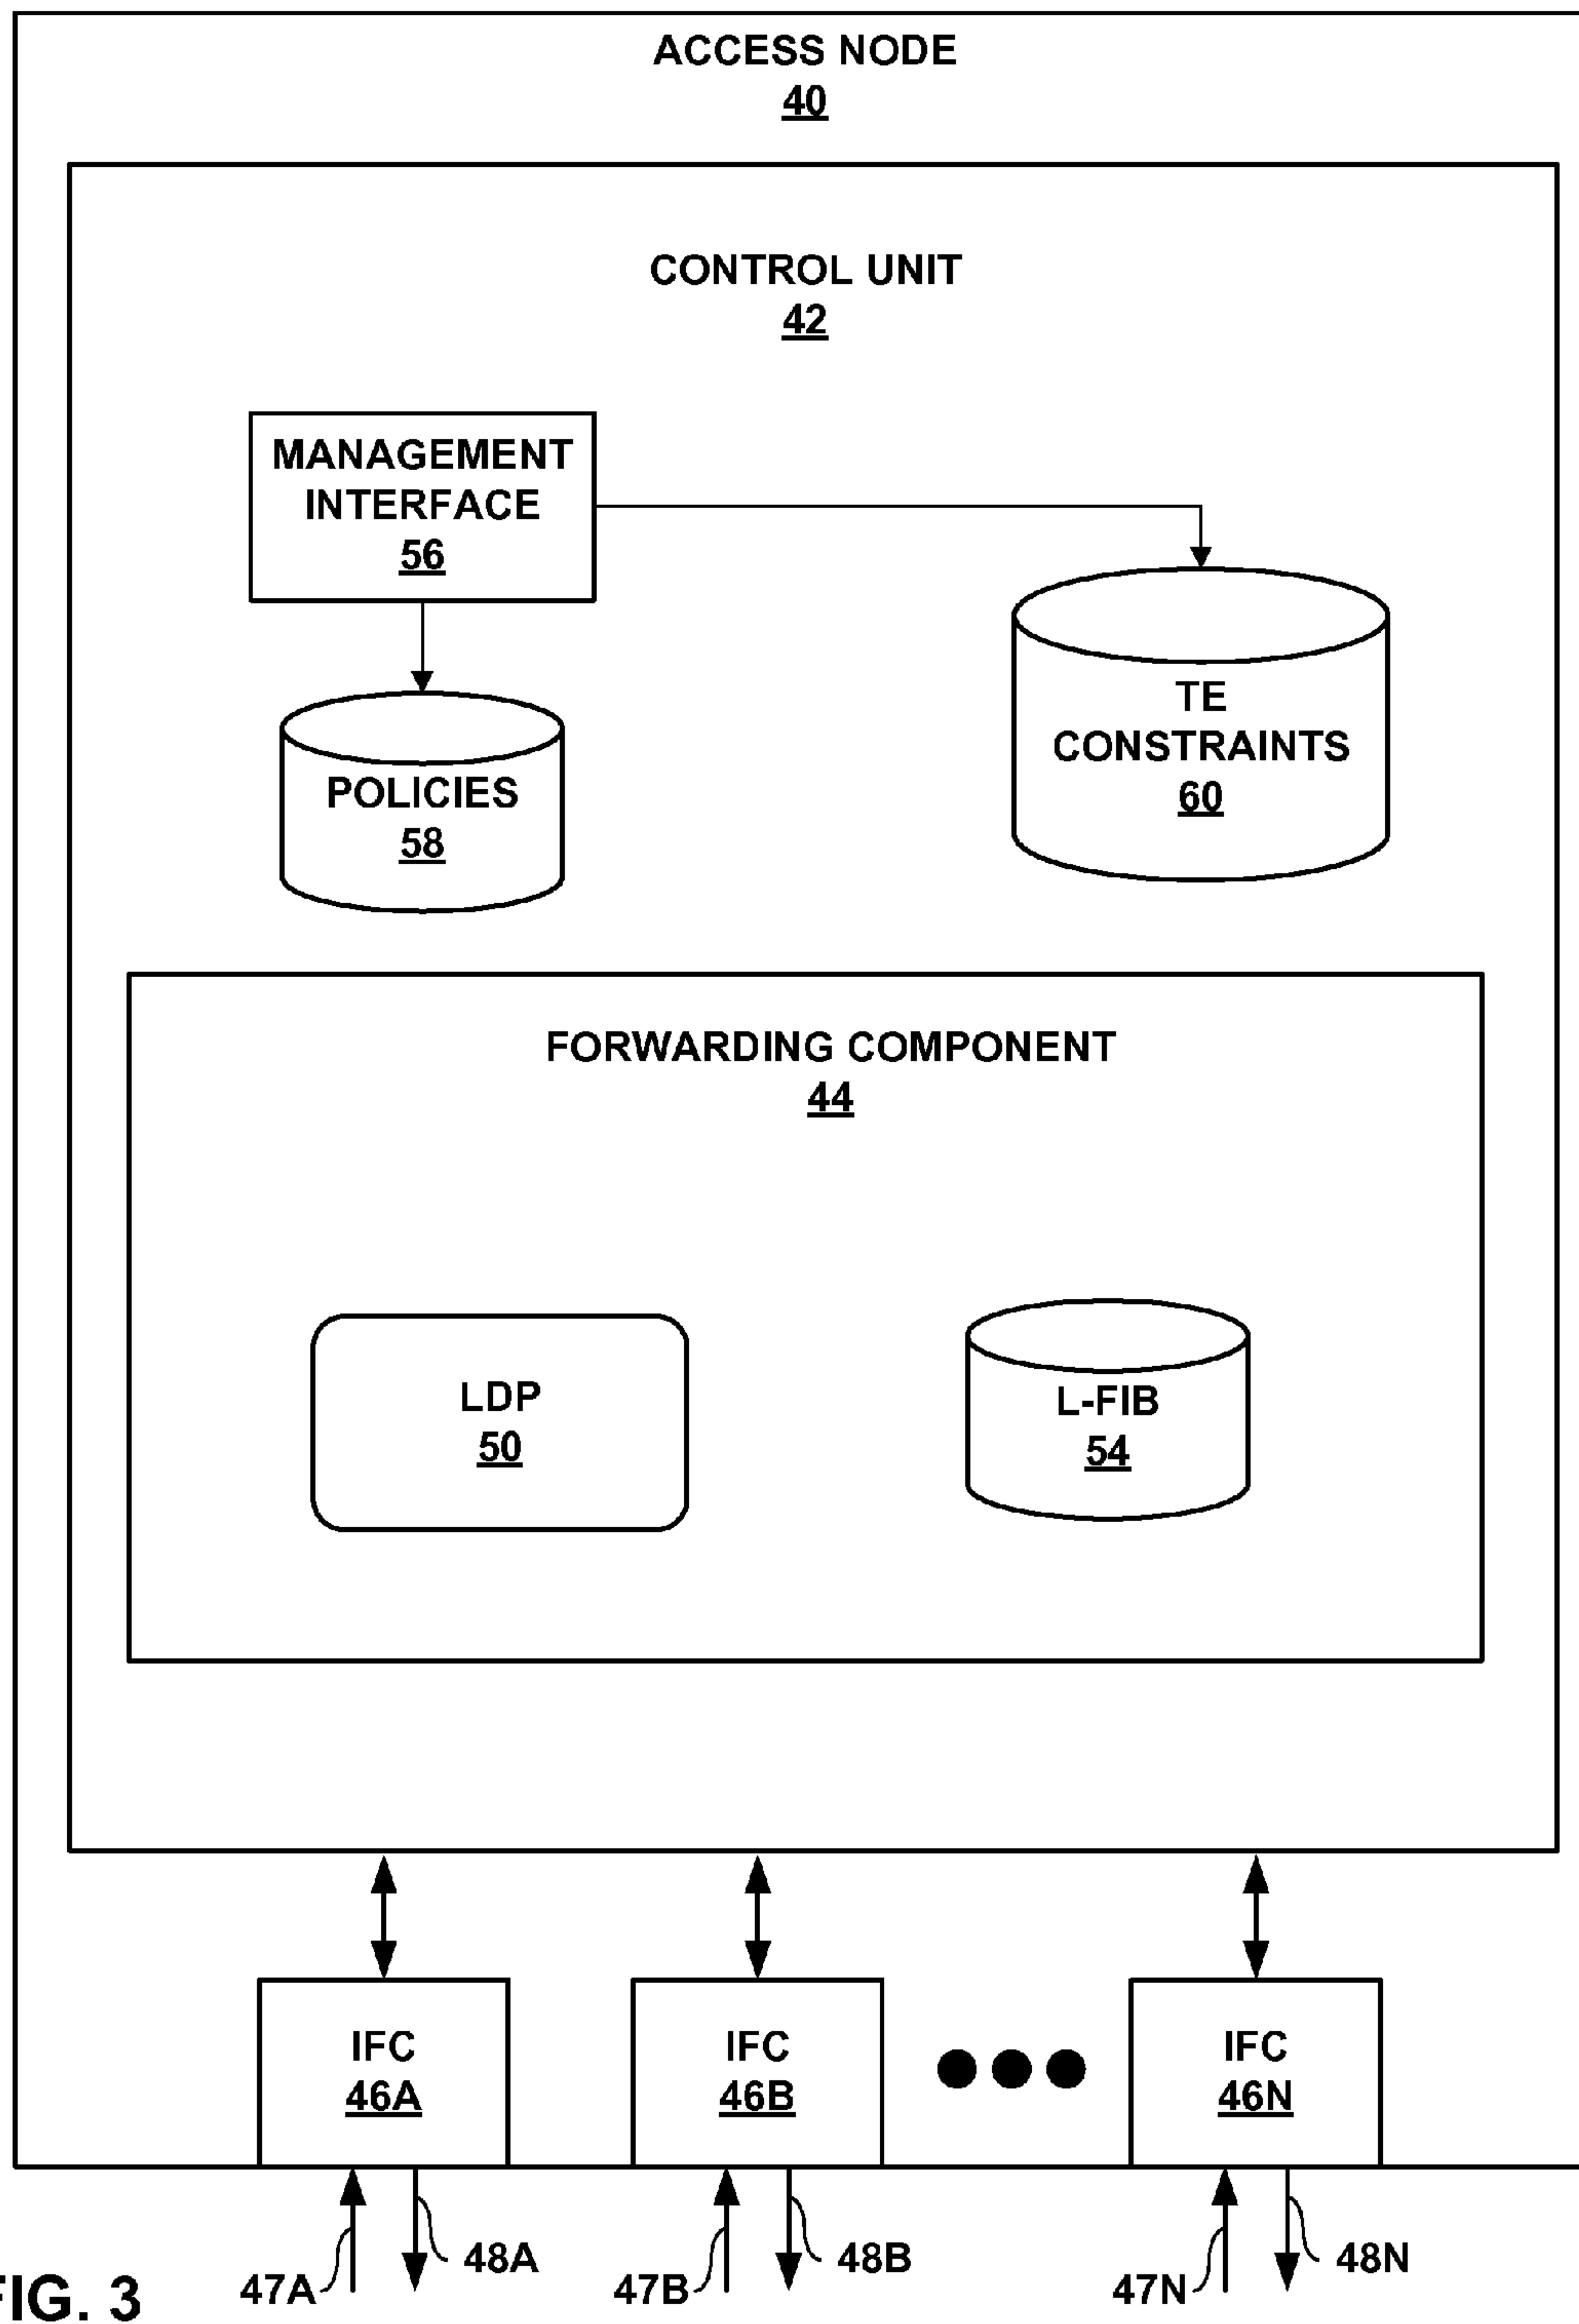 ACCESS NODE
40
CONTROL UNIT
42
MANAGEMENT
INTERFACE
56
TE
CONSTRAINTS
60
POLICIES
58
FORWARDING COMPONENT
44
LDP
50
L-FIB
54
IFC
46A
IFC
46B
IFC
46N
47A
48A
47B
48B
47N
48N
FIG. 3